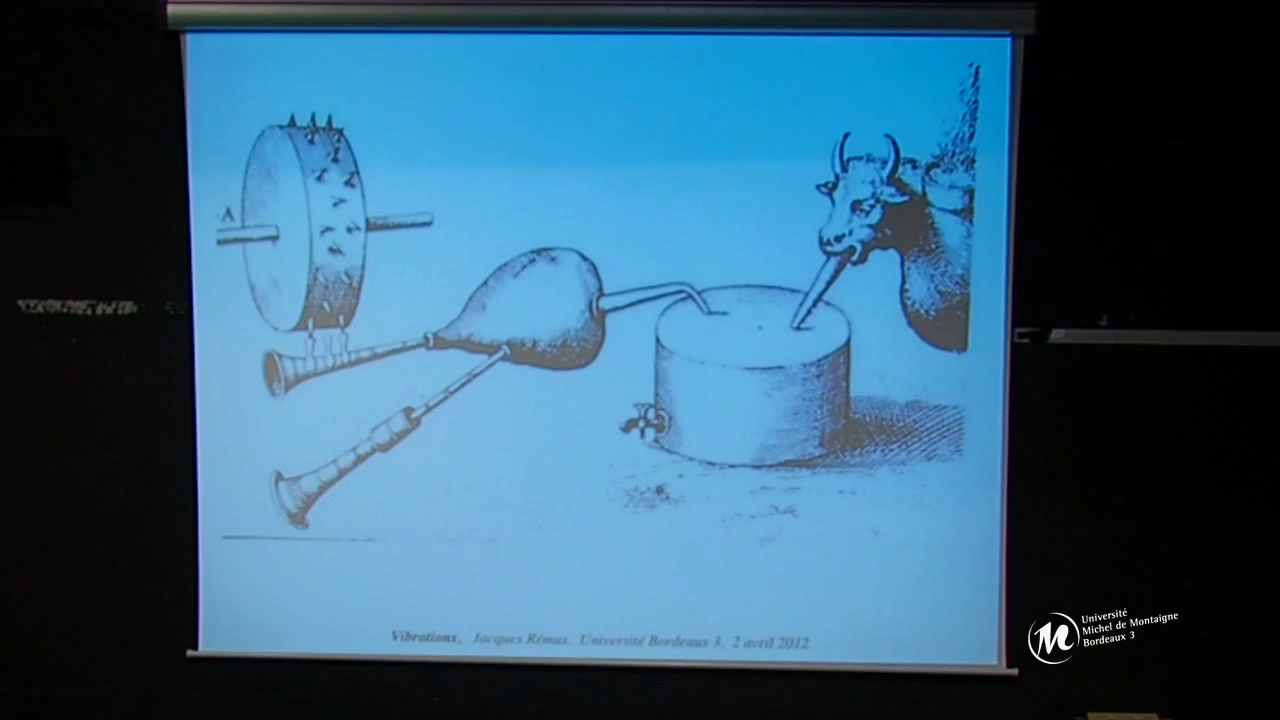 A
Vibrations, Jacques Rémus. Université Bordeaux 3. 2 avril 2012
Université
Michel de Montaigne
Bordeaux 3